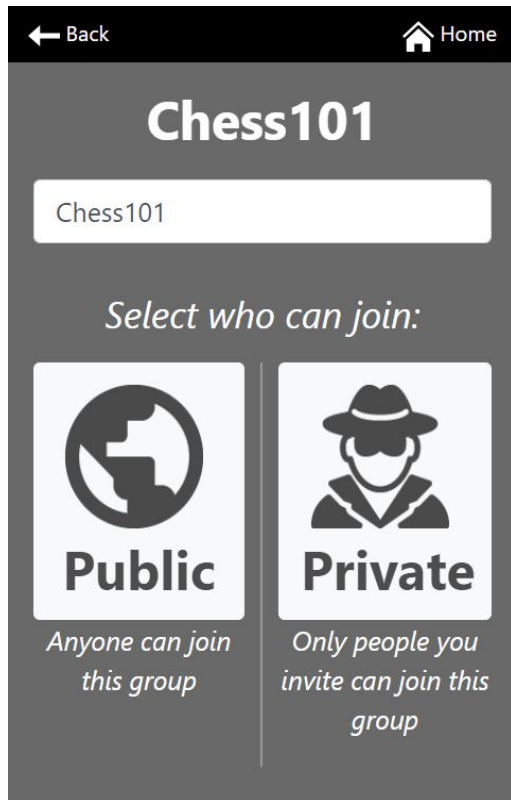 Back
Home
Chess101
Chess101
Select who can join:
Public
Anyone can join
this group
Private
Only people you
invite can join this
group